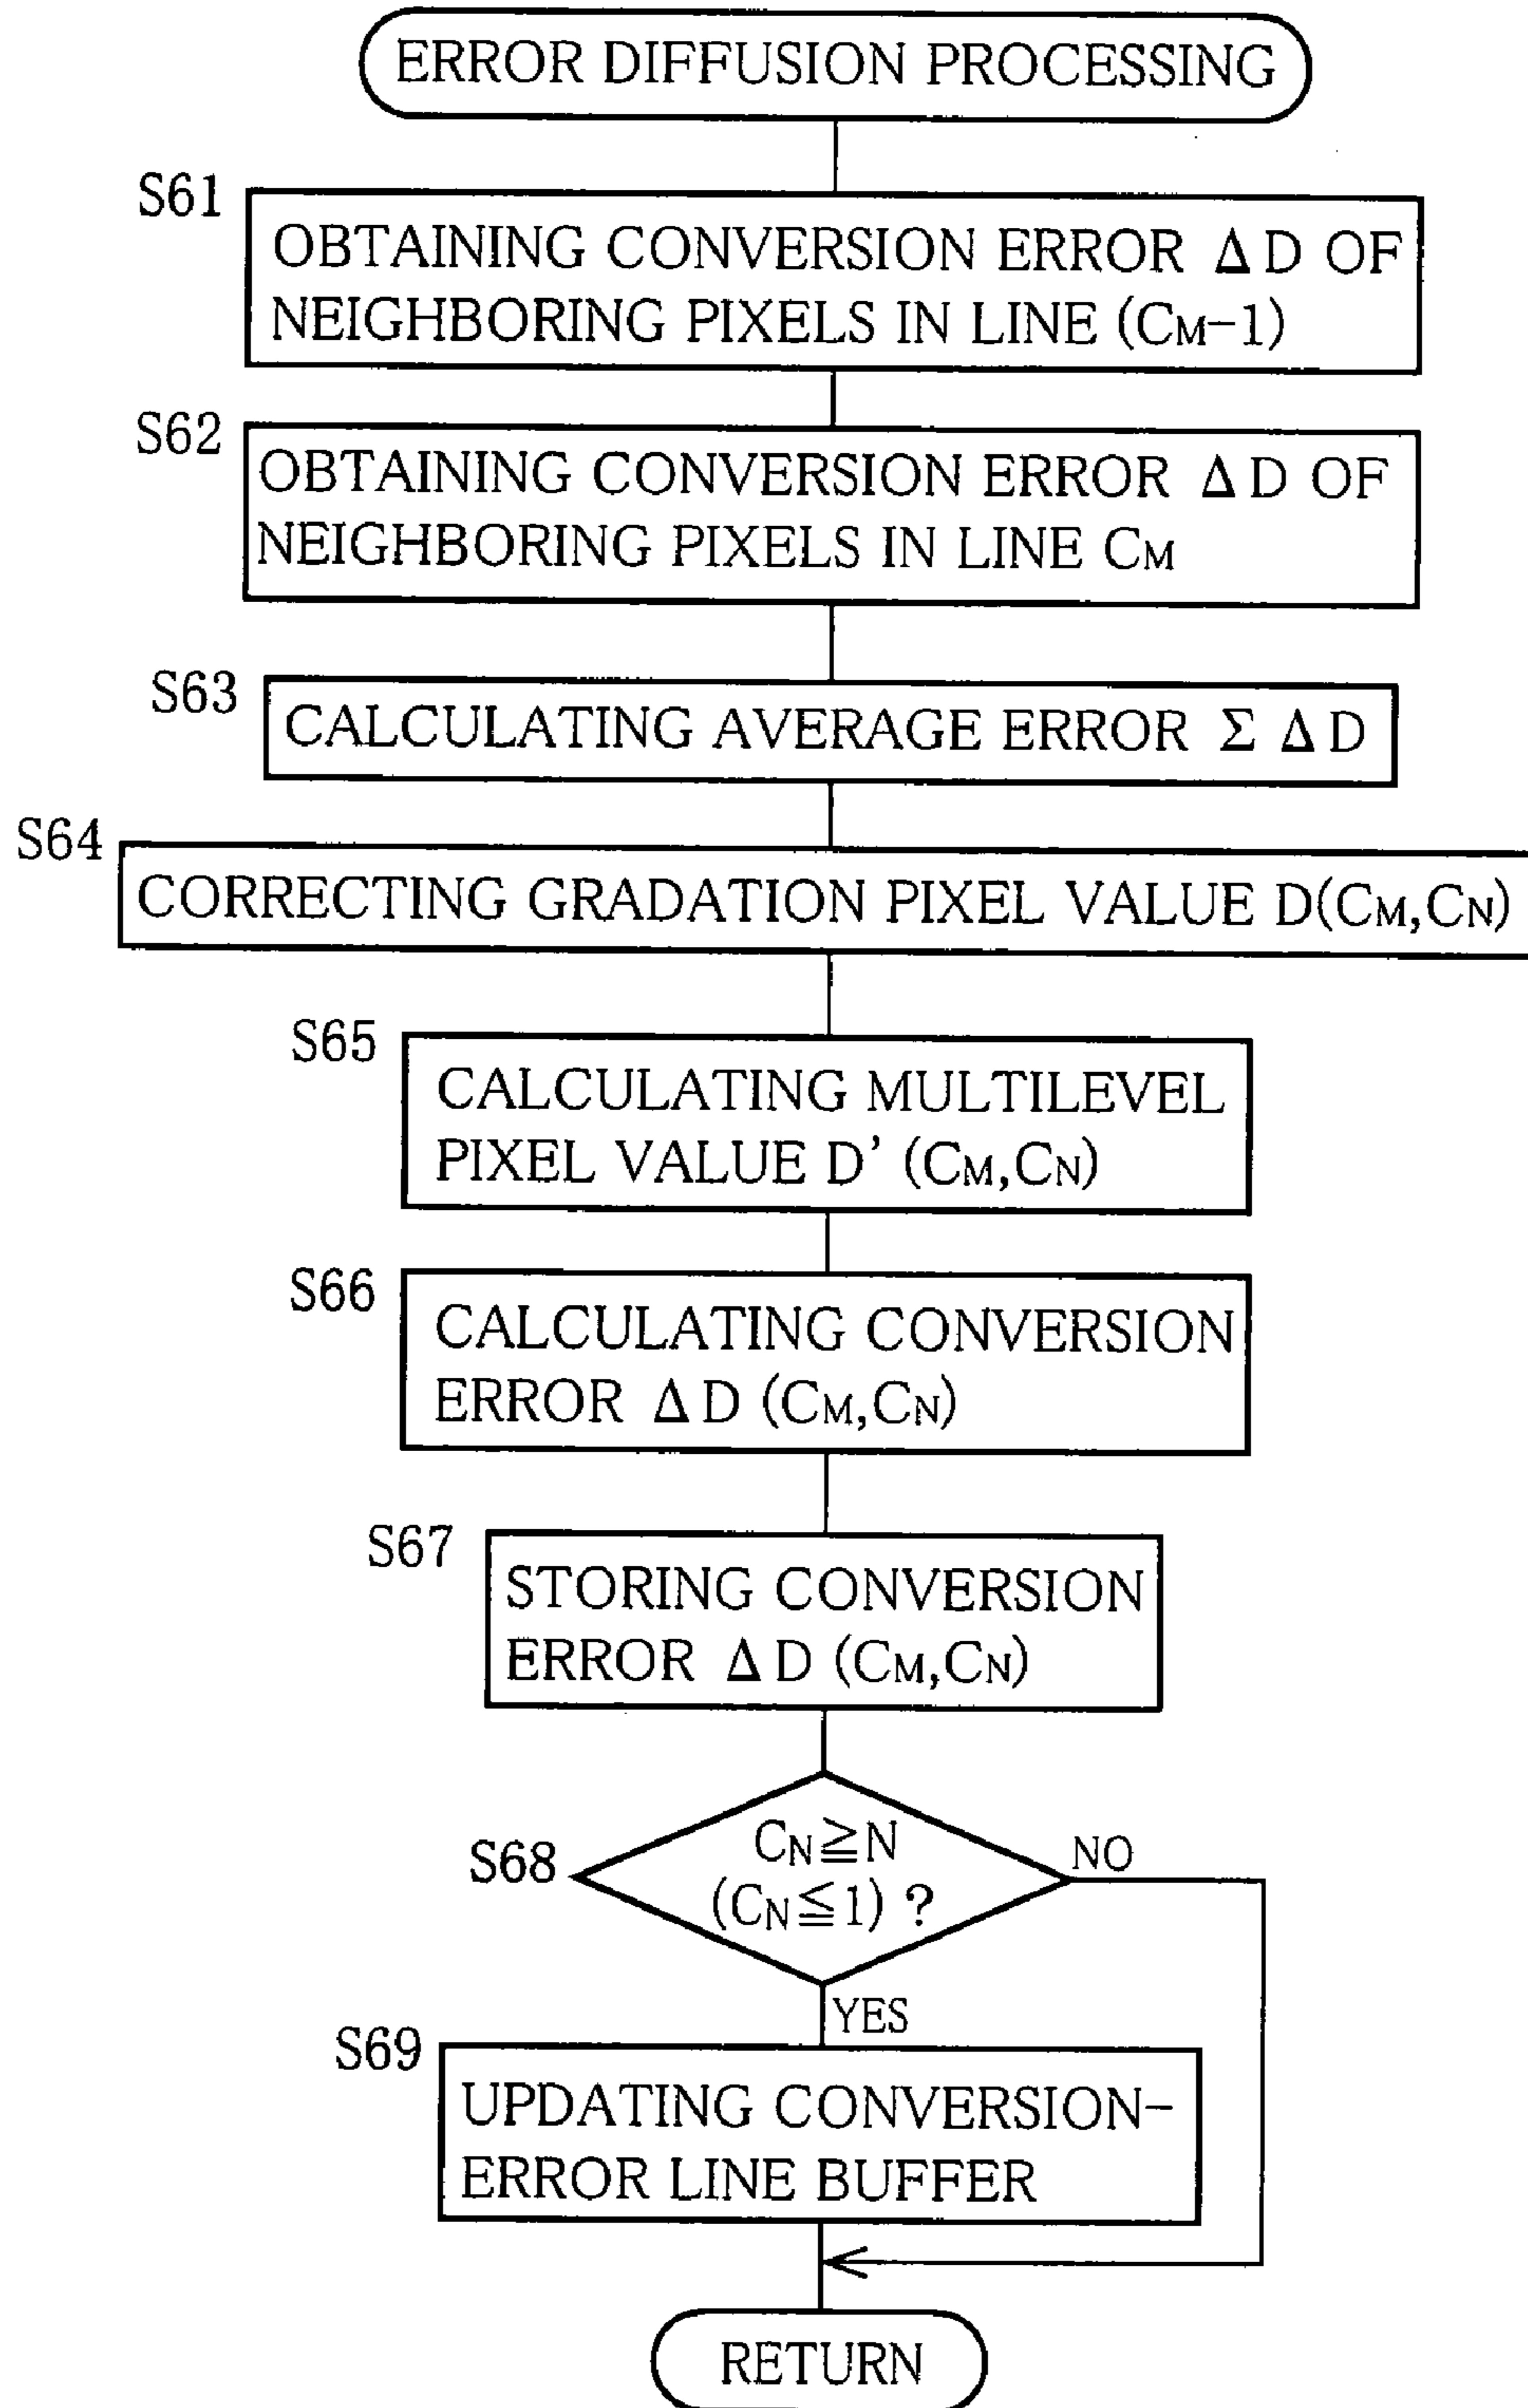 ERROR DIFFUSION PROCESSING
S61
OBTAINING CONVERSION ERROR ΔD OF
NEIGHBORING PIXELS IN LINE (CM-1)
S62
OBTAINING CONVERSION ERROR ΔD OF
NEIGHBORING PIXELS IN LINE CM
S63
CALCULATING AVERAGE ERROR Σ ΔD
S64
CORRECTING GRADATION PIXEL VALUE D(CM,CN)
S65
CALCULATING MULTILEVEL
PIXEL VALUE D' (CM,CN)
S66
CALCULATING CONVERSION
ERROR ΔD (CM,CN)
S67
STORING CONVERSION
ERROR ΔD (CM,CN)
S68
CN≧N
(CN≦1) ?
NO
YES
S69
UPDATING CONVERSION-
ERROR LINE BUFFER
RETURN